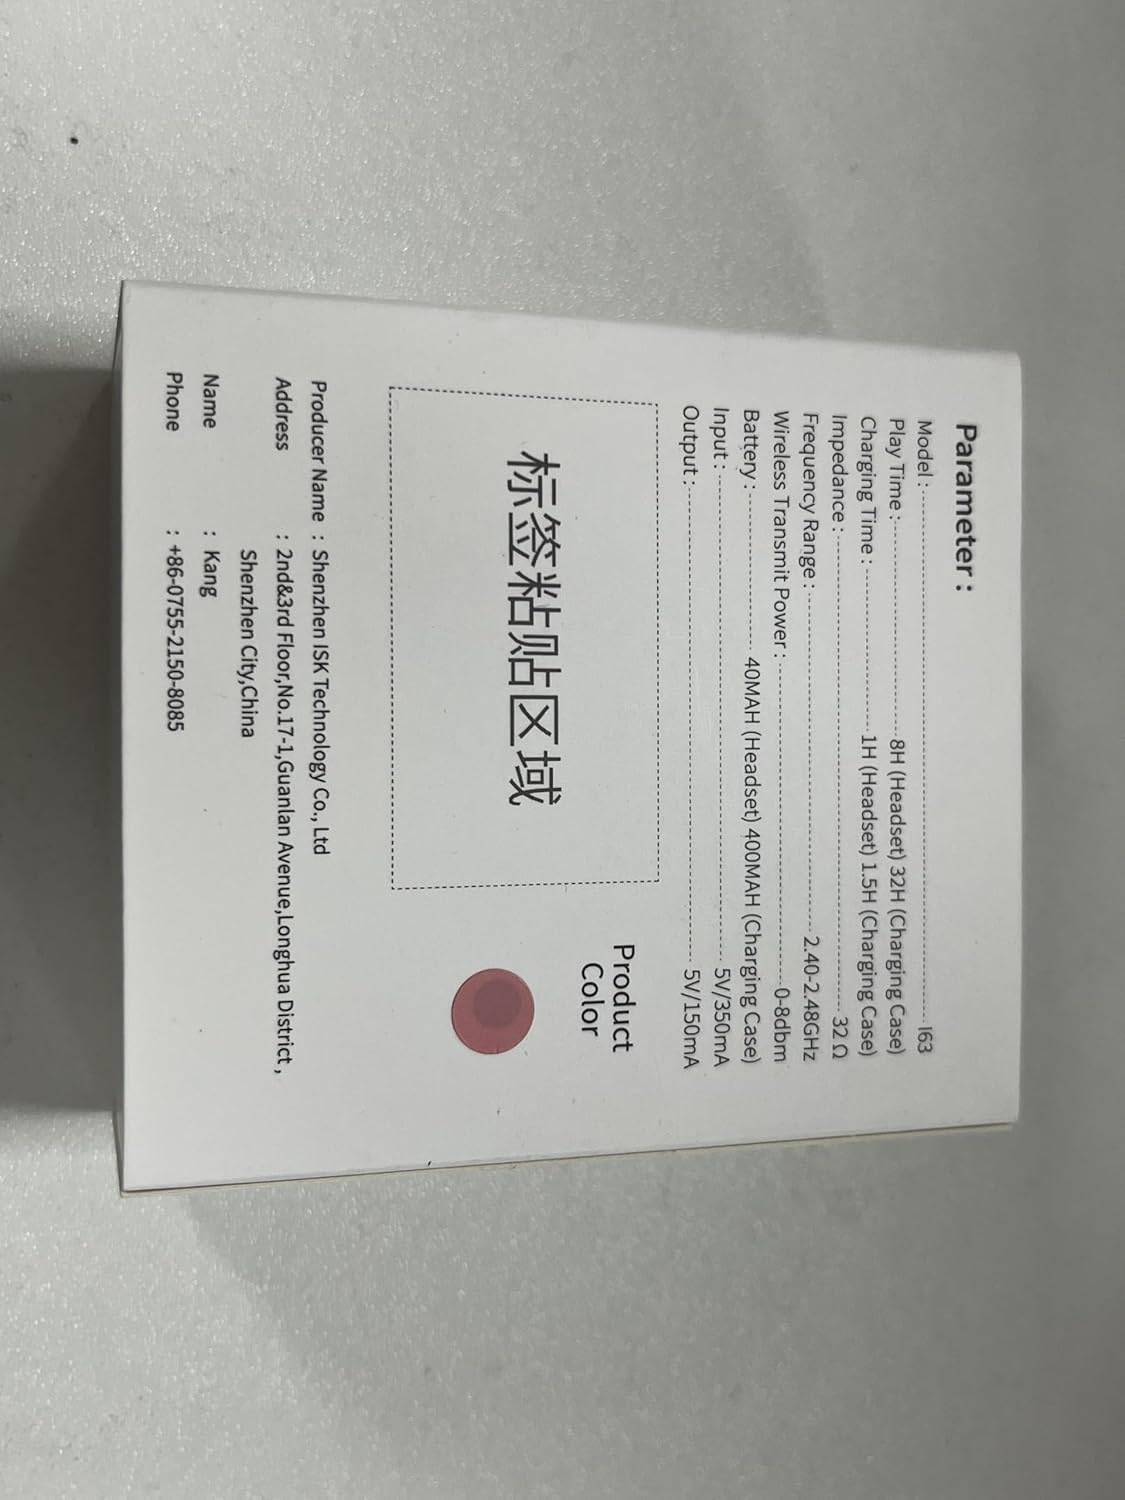 Parameter :
Model : I63
Play Time : 8H (Headset) 32H (Charging Case)
Charging Time : 1H (Headset) 1.5H (Charging Case)
Impedance : 32 Ω
Frequency Range : 2.40-2.48GHz
Wireless Transmit Power : 0-8dbm
Battery : 40MAH (Headset) 400MAH (Charging Case)
Input : 5V/350mA
Output : 5V/150mA
标签粘贴区域
Product
Color
Producer Name : Shenzhen ISK Technology Co., Ltd
Address : 2nd&3rd Floor,No.17-1,Guanlan Avenue,Longhua District ,
Shenzhen City,China
Name : Kang
Phone : +86-0755-2150-8085